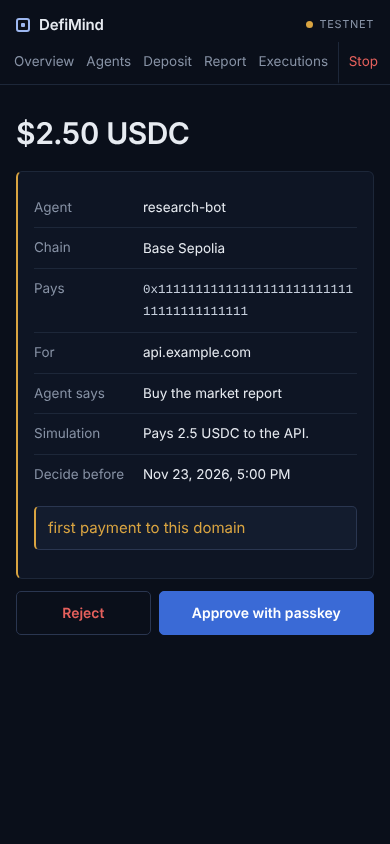 DefiMind
TESTNET
Overview Agents Deposit Report Executions Stop
$2.50 USDC
Agent research-bot
Chain Base Sepolia
Pays 0x11111111111111111111111111
11111111111111
For api.example.com
Agent says Buy the market report
Simulation Pays 2.5 USDC to the API.
Decide before Nov 23, 2026, 5:00 PM
first payment to this domain
Reject Approve with passkey